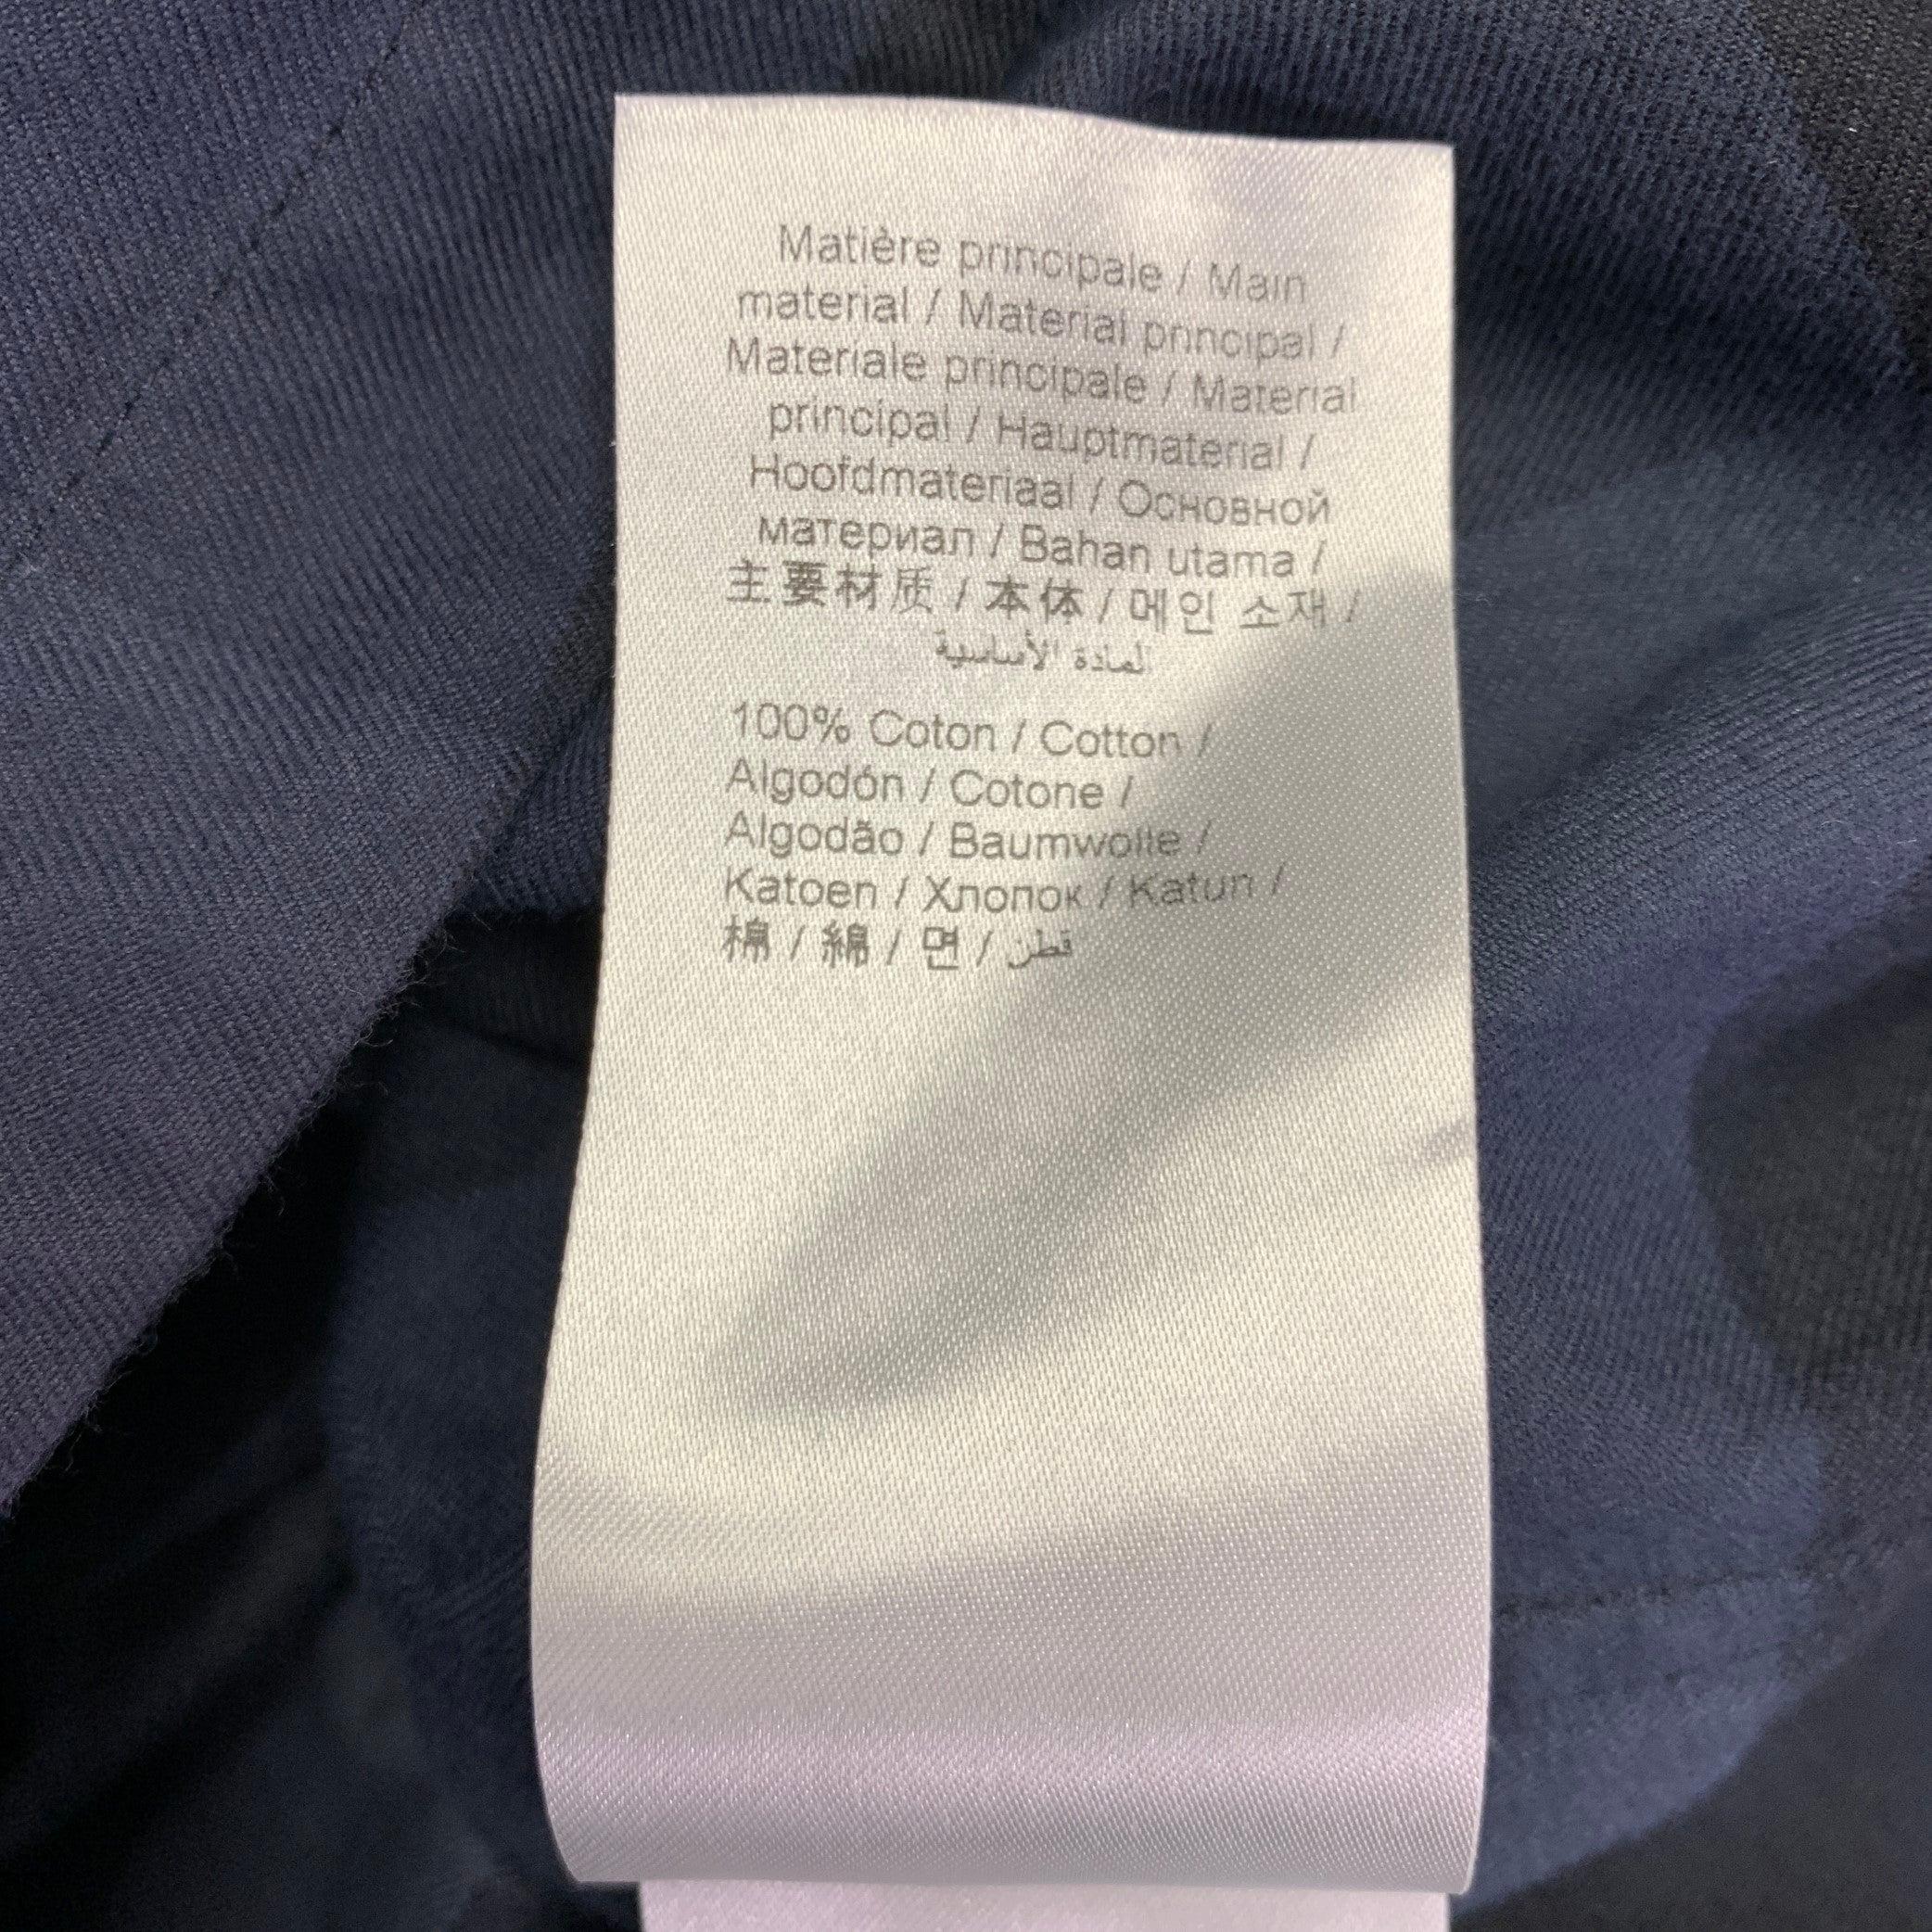 Matière principale / Main
material / Material principal /
Materiale principale / Material
principal / Hauptmaterial /
Hoofdmateriaal / Основной
материал / Bahan utama /
主要材质 / 本体 / 메인 소재 /
المادة الأساسية
100% Coton / Cotton /
Algodón / Cotone /
Algodão / Baumwolle /
Katoen / Хлопок / Katun /
棉 / 綿 / 면 / قطن